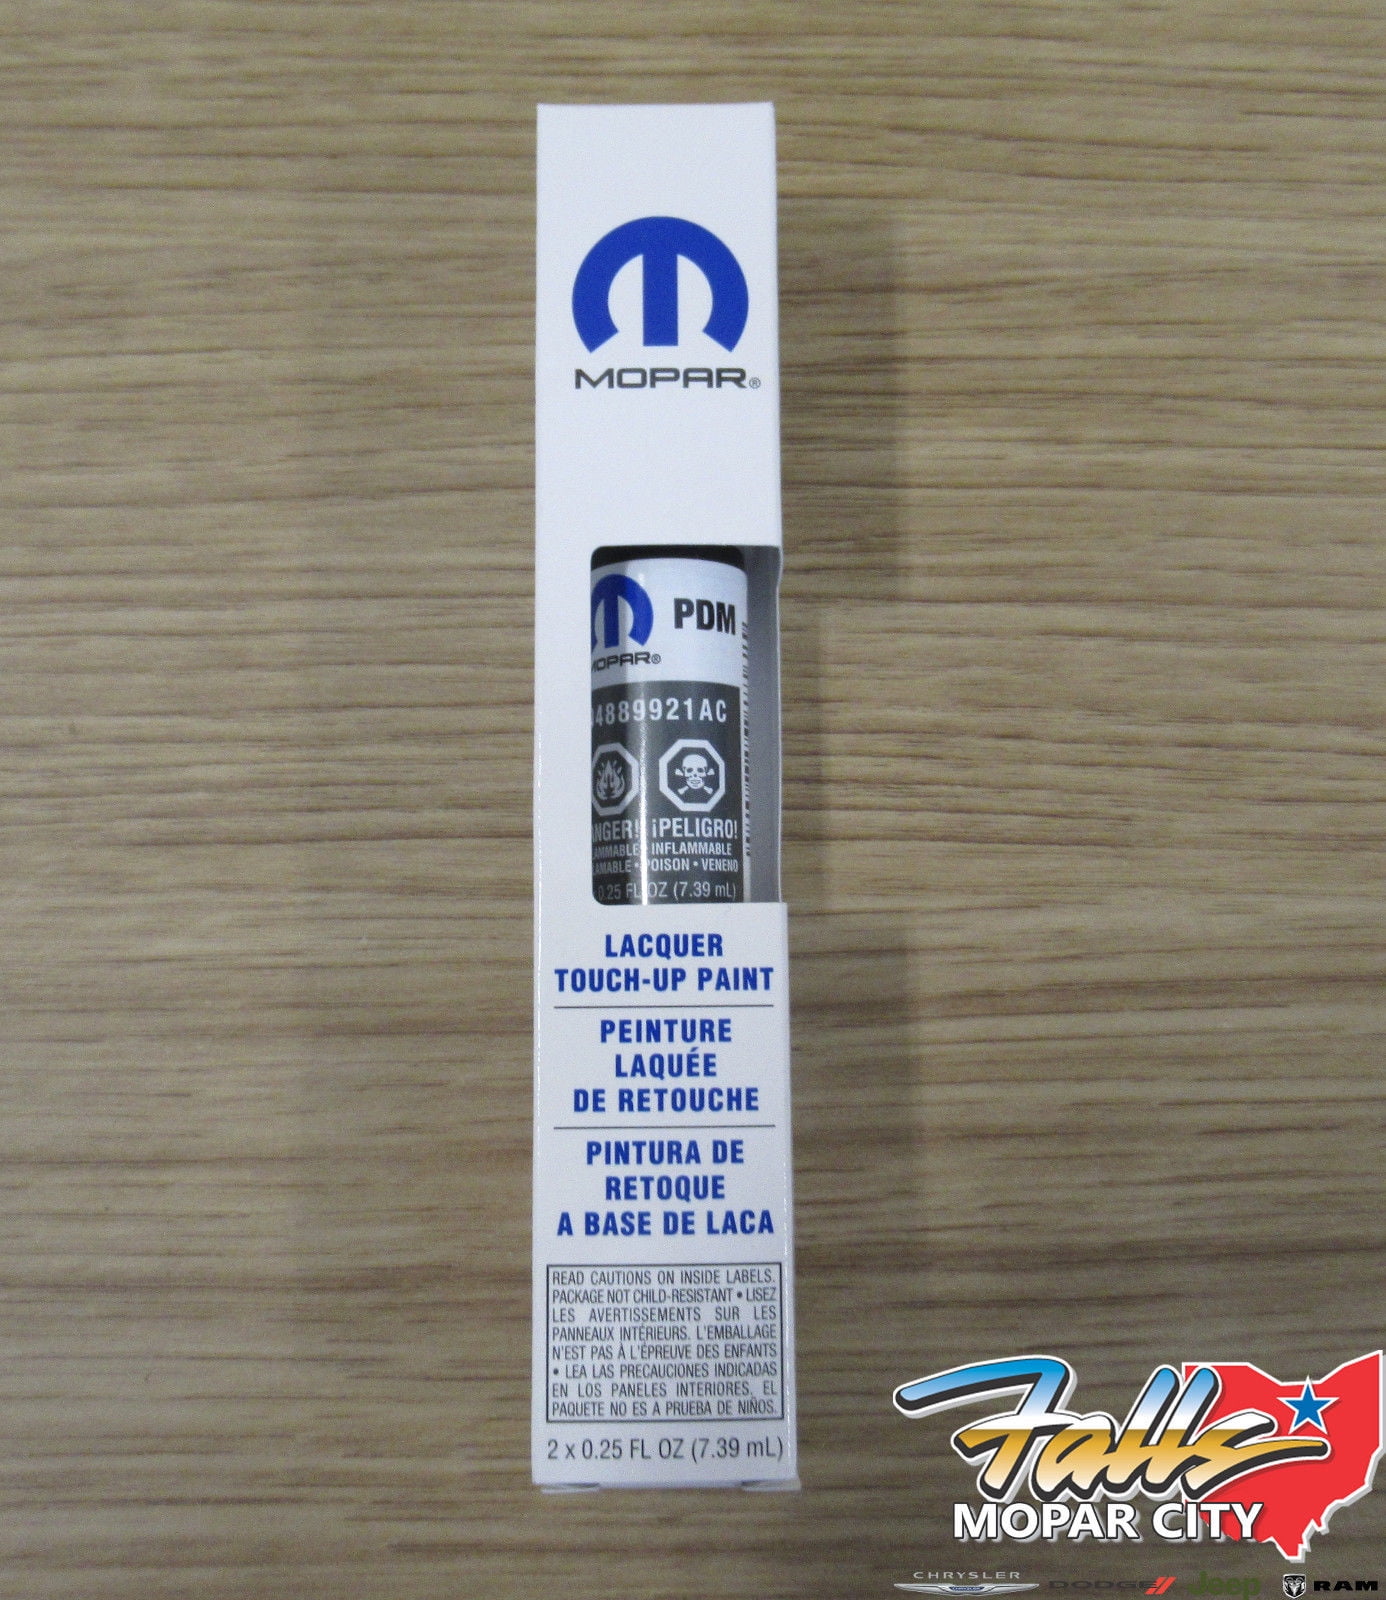 MOPAR®
PDM
MOPAR®
4889921AC
¡PELIGRO!
INFLAMMABLE
POISON • VENENO
0.25 FL OZ (7.39 mL)
LACQUER
TOUCH-UP PAINT
PEINTURE
LAQUÉE
DE RETOUCHE
PINTURA DE
RETOQUE
A BASE DE LACA
READ CAUTIONS ON INSIDE LABELS.
PACKAGE NOT CHILD-RESISTANT • LISEZ
LES AVERTISSEMENTS SUR LES
PANNEAUX INTÉRIEURS. L'EMBALLAGE
N'EST PAS À L'ÉPREUVE DES ENFANTS
• LEA LAS PRECAUCIONES INDICADAS
EN LOS PANELES INTERIORES. EL
PAQUETE NO ES A PRUEBA DE NIÑOS.
2 x 0.25 FL OZ (7.39 mL)
Falls
MOPAR CITY
CHRYSLER DODGE Jeep RAM